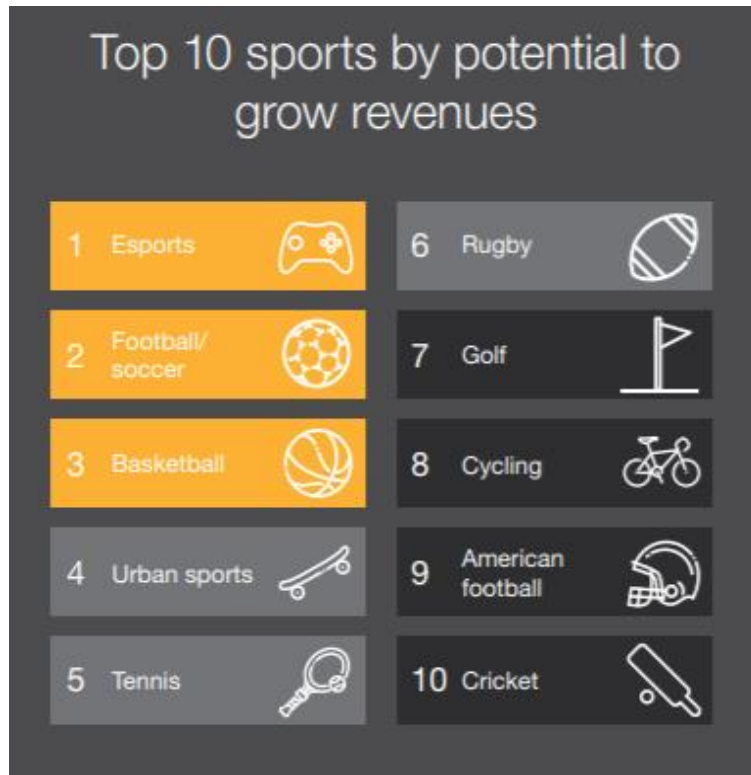 Top 10 sports by potential to
grow revenues
1 Esports
2 Football/
soccer
3 Basketball
4 Urban sports
5 Tennis
6 Rugby
7 Golf
8 Cycling
9 American
football
10 Cricket